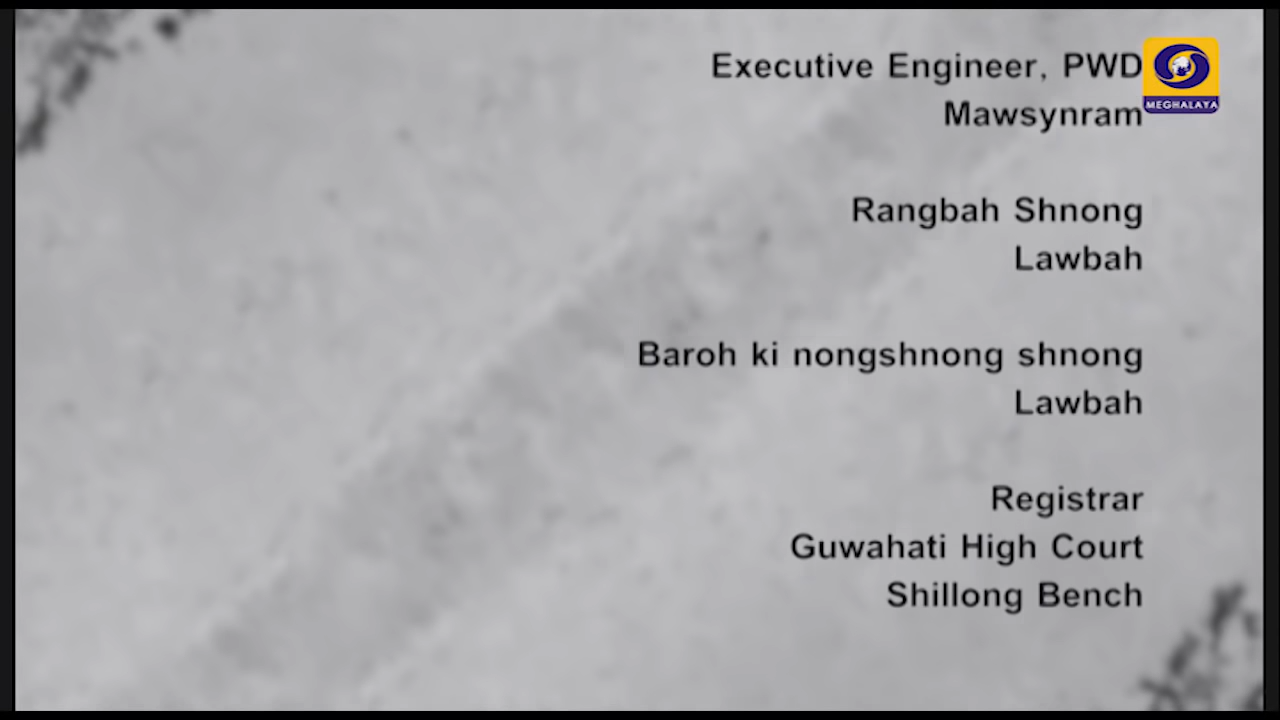 Executive Engineer, PWD
Mawsynram
MEGHALAYA
Rangbah Shnong
Lawbah
Baroh ki nongshnong shnong
Lawbah
Registrar
Guwahati High Court
Shillong Bench